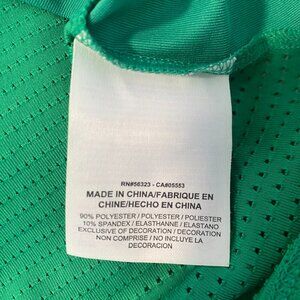 RN#56323 - CA#05553
MADE IN CHINA/FABRIQUE EN
CHINE/HECHO EN CHINA
90% POLYESTER / POLYESTER / POLIESTER
10% SPANDEX / ELASTHANNE / ELASTANO
EXCLUSIVE OF DECORATION / DECORATION
NON COMPRISE / NO INCLUYE LA
DECORACION